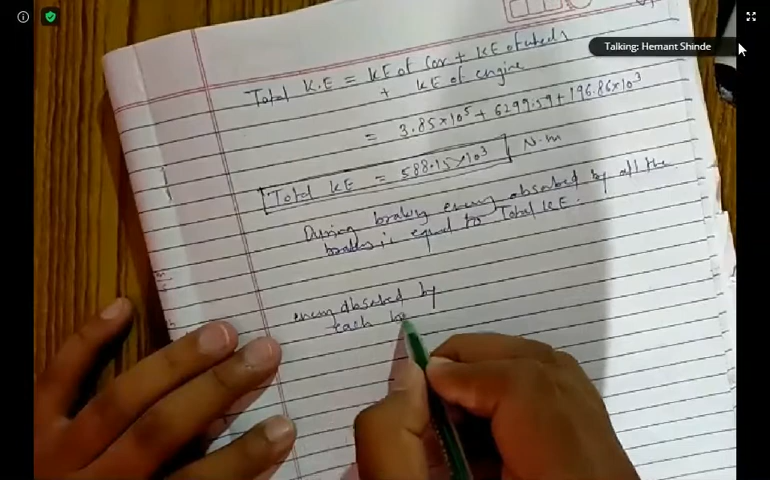 Talking: Hemant Shinde
Total K.E = KE of Car + KE of wheels
+ KE of engine
= 3.85×10⁵ + 6299.59 + 196.86×10³
Total KE = 588.15×10³ N-m
During braking energy absorbed by all the
brakes is equal to Total KE.
energy absorbed by
each